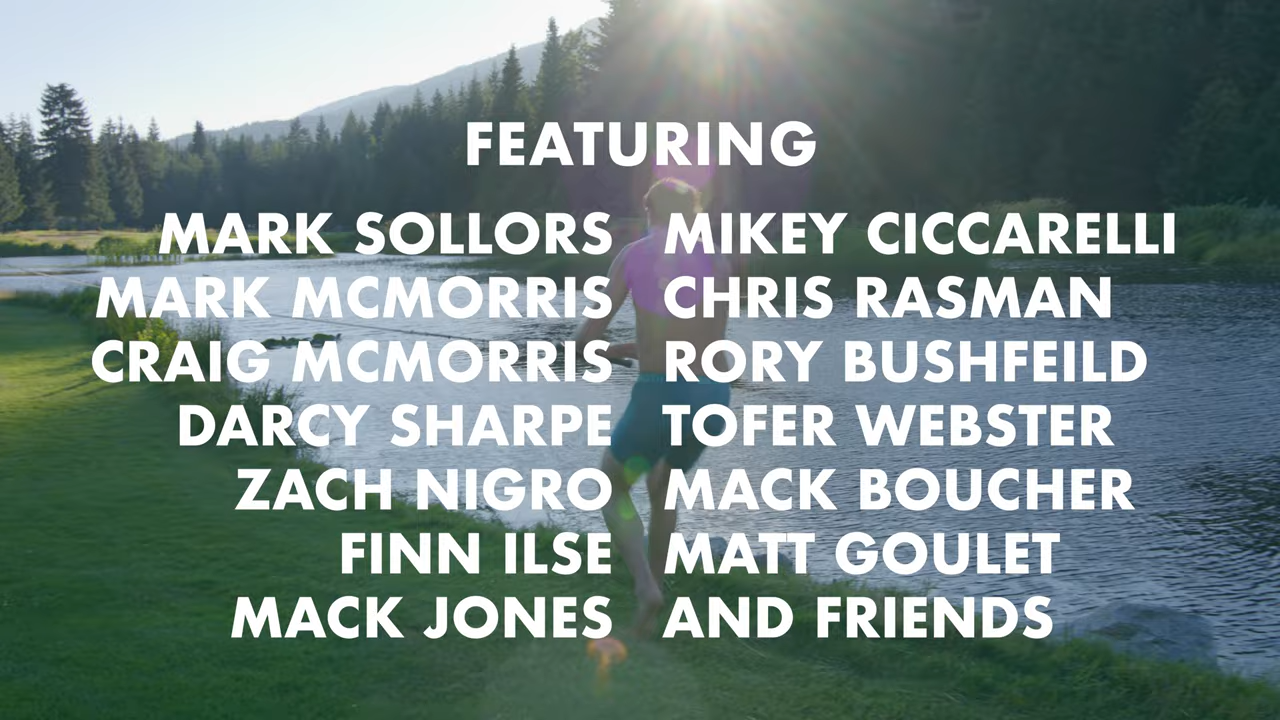 FEATURING
MARK SOLLORS
MARK MCMORRIS
CRAIG MCMORRIS
DARCY SHARPE
ZACH NIGRO
FINN ILSE
MACK JONES
MIKEY CICCARELLI
CHRIS RASMAN
RORY BUSHFEILD
TOFER WEBSTER
MACK BOUCHER
MATT GOULET
AND FRIENDS